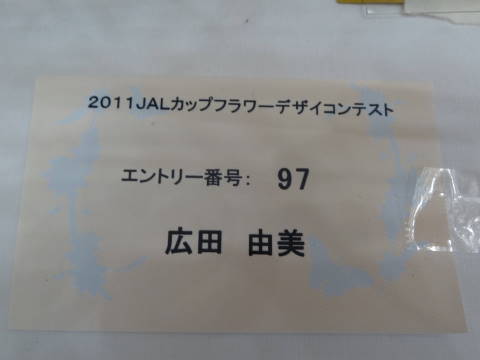 ２０１１ＪＡＬカップフラワーデザイコンテスト
エントリー番号： 97
広田　由美